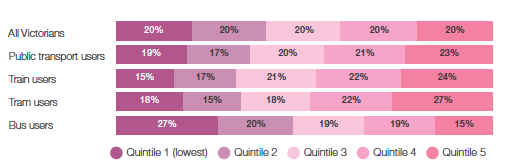 All Victorians 20% 20% 20% 20% 20%
Public transport users 19% 17% 20% 21% 23%
Train users 15% 17% 21% 22% 24%
Tram users 18% 15% 18% 22% 27%
Bus users 27% 20% 19% 19% 15%
Quintile 1 (lowest) Quintile 2 Quintile 3 Quintile 4 Quintile 5